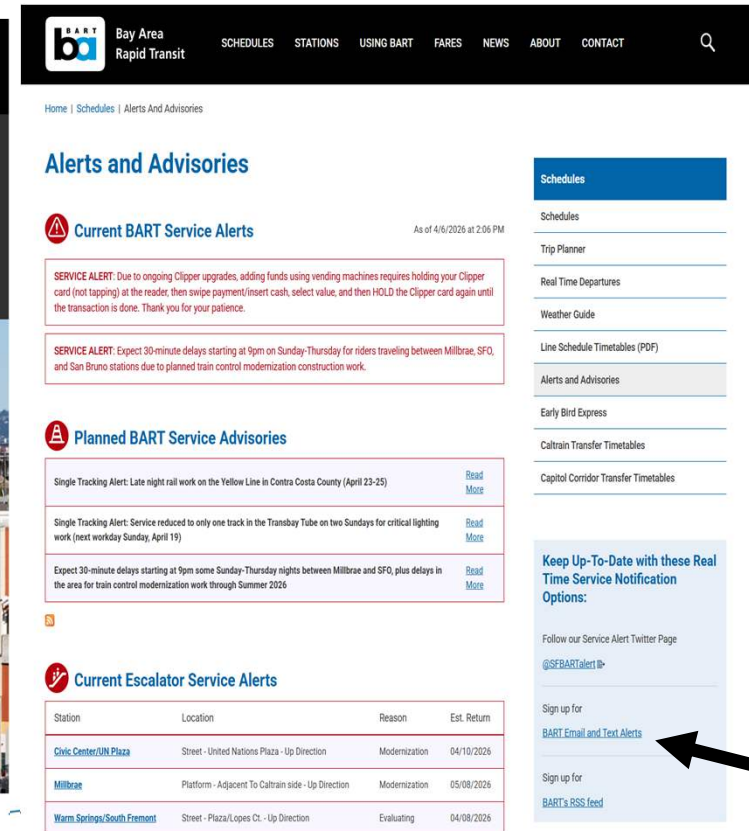 BART
ba
Bay Area
Rapid Transit
SCHEDULES STATIONS USING BART FARES NEWS ABOUT CONTACT
Home | Schedules | Alerts And Advisories
Alerts and Advisories
Current BART Service Alerts
As of 4/6/2026 at 2:06 PM
SERVICE ALERT: Due to ongoing Clipper upgrades, adding funds using vending machines requires holding your Clipper
card (not tapping) at the reader, then swipe payment/insert cash, select value, and then HOLD the Clipper card again until
the transaction is done. Thank you for your patience.
SERVICE ALERT: Expect 30-minute delays starting at 9pm on Sunday-Thursday for riders traveling between Millbrae, SFO,
and San Bruno stations due to planned train control modernization construction work.
Planned BART Service Advisories
Single Tracking Alert: Late night rail work on the Yellow Line in Contra Costa County (April 23-25)
Read
More
Single Tracking Alert: Service reduced to only one track in the Transbay Tube on two Sundays for critical lighting
work (next workday Sunday, April 19)
Read
More
Expect 30-minute delays starting at 9pm some Sunday-Thursday nights between Millbrae and SFO, plus delays in
the area for train control modernization work through Summer 2026
Read
More
Current Escalator Service Alerts
Station Location Reason Est. Return
Civic Center/UN Plaza Street - United Nations Plaza - Up Direction Modernization 04/10/2026
Millbrae Platform - Adjacent To Caltrain side - Up Direction Modernization 05/08/2026
Warm Springs/South Fremont Street - Plaza/Lopes Ct. - Up Direction Evaluating 04/08/2026
Schedules
Schedules
Trip Planner
Real Time Departures
Weather Guide
Line Schedule Timetables (PDF)
Alerts and Advisories
Early Bird Express
Caltrain Transfer Timetables
Capitol Corridor Transfer Timetables
Keep Up-To-Date with these Real
Time Service Notification
Options:
Follow our Service Alert Twitter Page
@SFBARTalert
Sign up for
BART Email and Text Alerts
Sign up for
BART's RSS feed